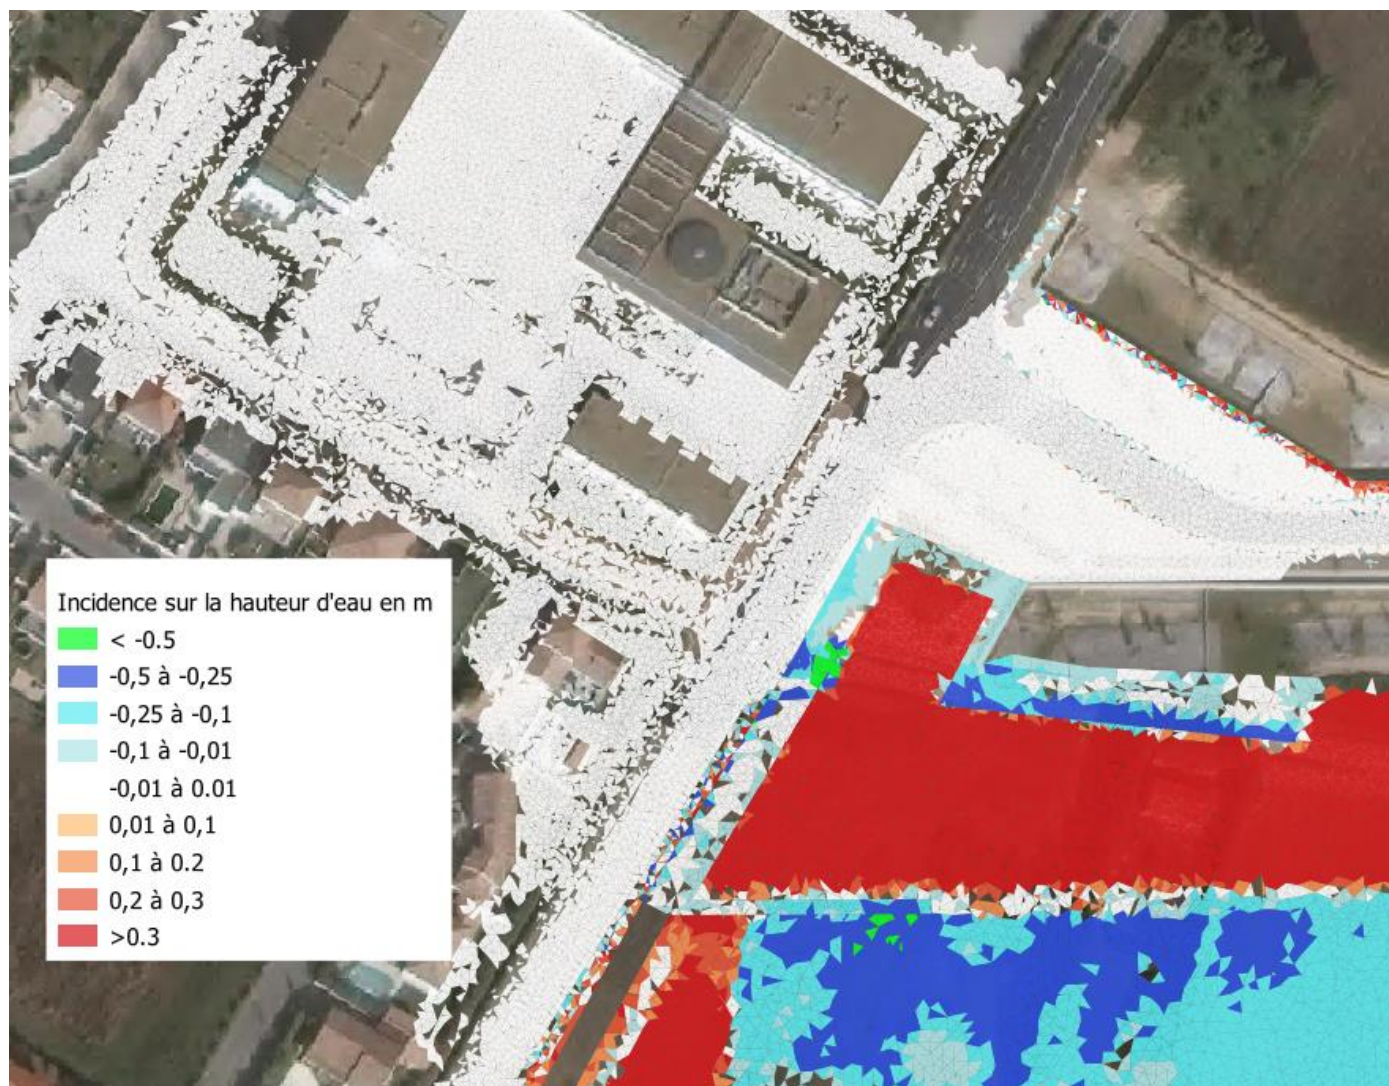 Incidence sur la hauteur d'eau en m
< -0.5
-0,5 à -0,25
-0,25 à -0,1
-0,1 à -0,01
-0,01 à 0.01
0,01 à 0,1
0,1 à 0.2
0,2 à 0,3
>0.3